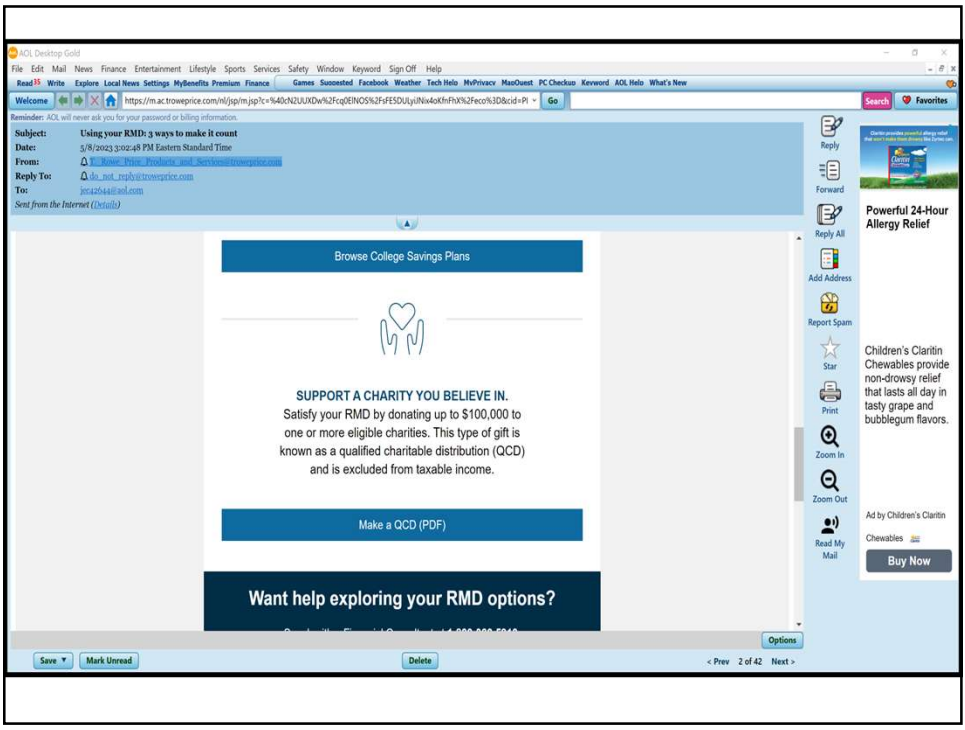 AOL Desktop Gold
File Edit Mail News Finance Entertainment Lifestyle Sports Services Safety Window Keyword Sign Off Help
Read 35 Write Explore Local News Settings MyBenefits Premium Finance Games Suggested Facebook Weather Tech Help MyPrivacy MapQuest PC Checkup Keyword AOL Help What's New
Welcome Go Search Favorites
Reminder: AOL will never ask you for your password or billing information.
Subject: Using your RMD: 3 ways to make it count
Date: 5/8/2023 3:02:48 PM Eastern Standard Time
From: T._Rowe_Price_Products_and_Services@troweprice.com
Reply To: do_not_reply@troweprice.com
To: jec42644@aol.com
Sent from the Internet (Details)
Browse College Savings Plans
SUPPORT A CHARITY YOU BELIEVE IN.
Satisfy your RMD by donating up to $100,000 to
one or more eligible charities. This type of gift is
known as a qualified charitable distribution (QCD)
and is excluded from taxable income.
Make a QCD (PDF)
Want help exploring your RMD options?
Options
Save
Mark Unread
Delete
< Prev 2 of 42 Next >
Reply
Forward
Reply All
Add Address
Report Spam
Star
Print
Zoom In
Zoom Out
Read My
Mail
Claritin
Powerful 24-Hour
Allergy Relief
Children's Claritin
Chewables provide
non-drowsy relief
that lasts all day in
tasty grape and
bubblegum flavors.
Ad by Children's Claritin
Chewables
Buy Now